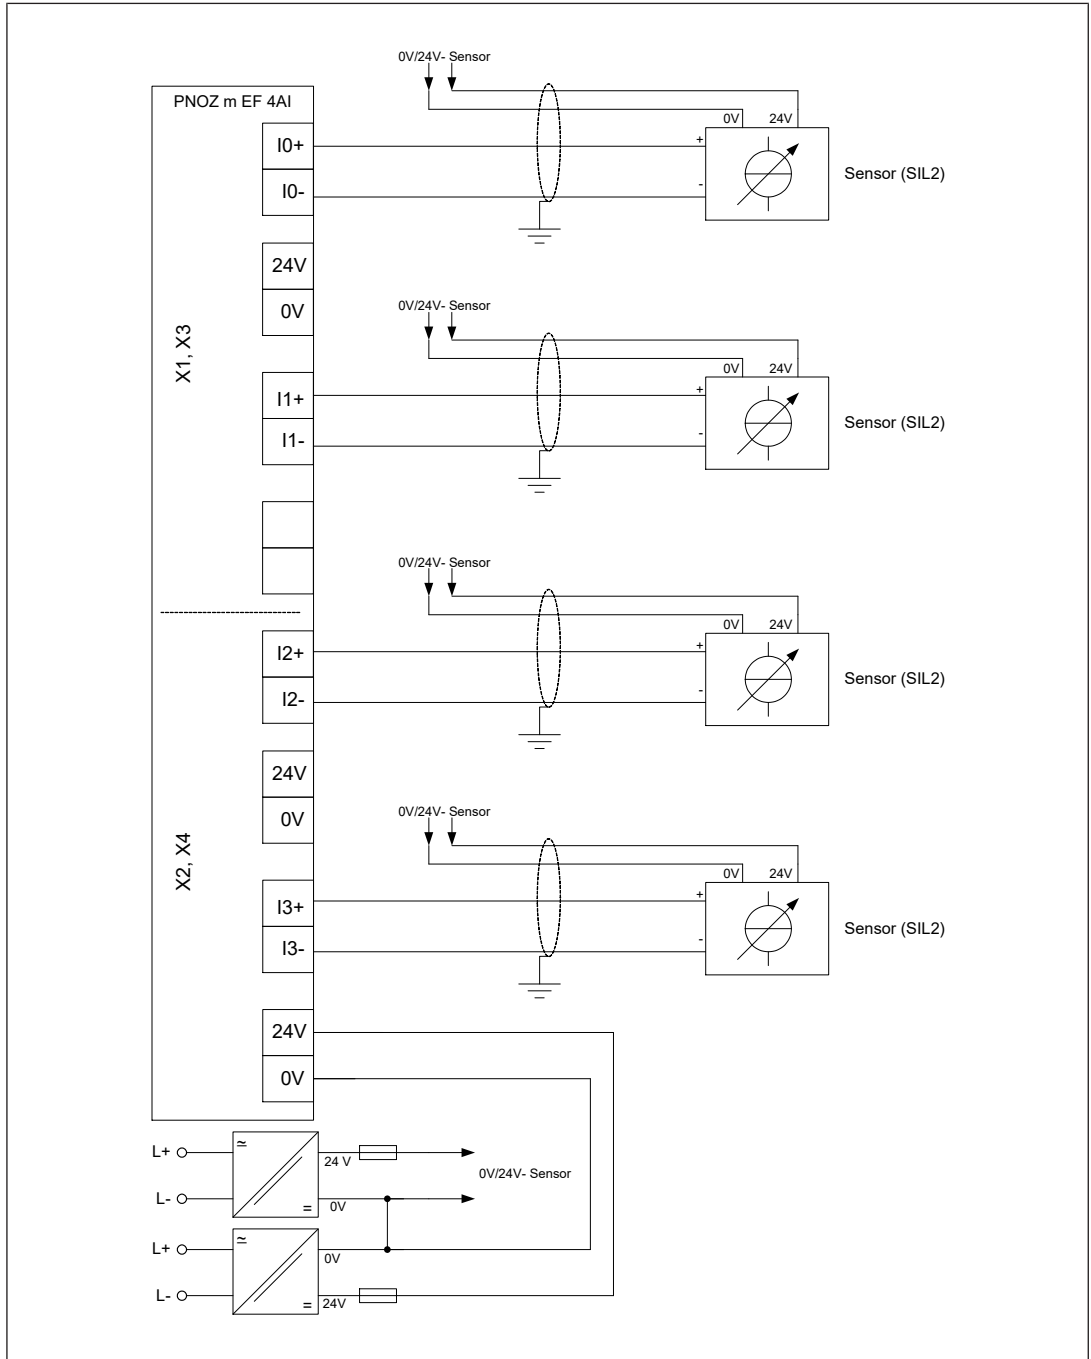 0V/24V- Sensor
PNOZ m EF 4AI
0V 24V
I0+
+
Sensor (SIL2)
I0-
-
24V
0V
0V/24V- Sensor
X1, X3
0V 24V
I1+
+
Sensor (SIL2)
I1-
-
0V/24V- Sensor
0V 24V
I2+
+
Sensor (SIL2)
I2-
-
24V
0V
0V/24V- Sensor
X2, X4
0V 24V
I3+
+
Sensor (SIL2)
I3-
-
24V
0V
L+
≃
24 V
0V/24V- Sensor
L-
=
0V
L+
≃
0V
L-
=
24V